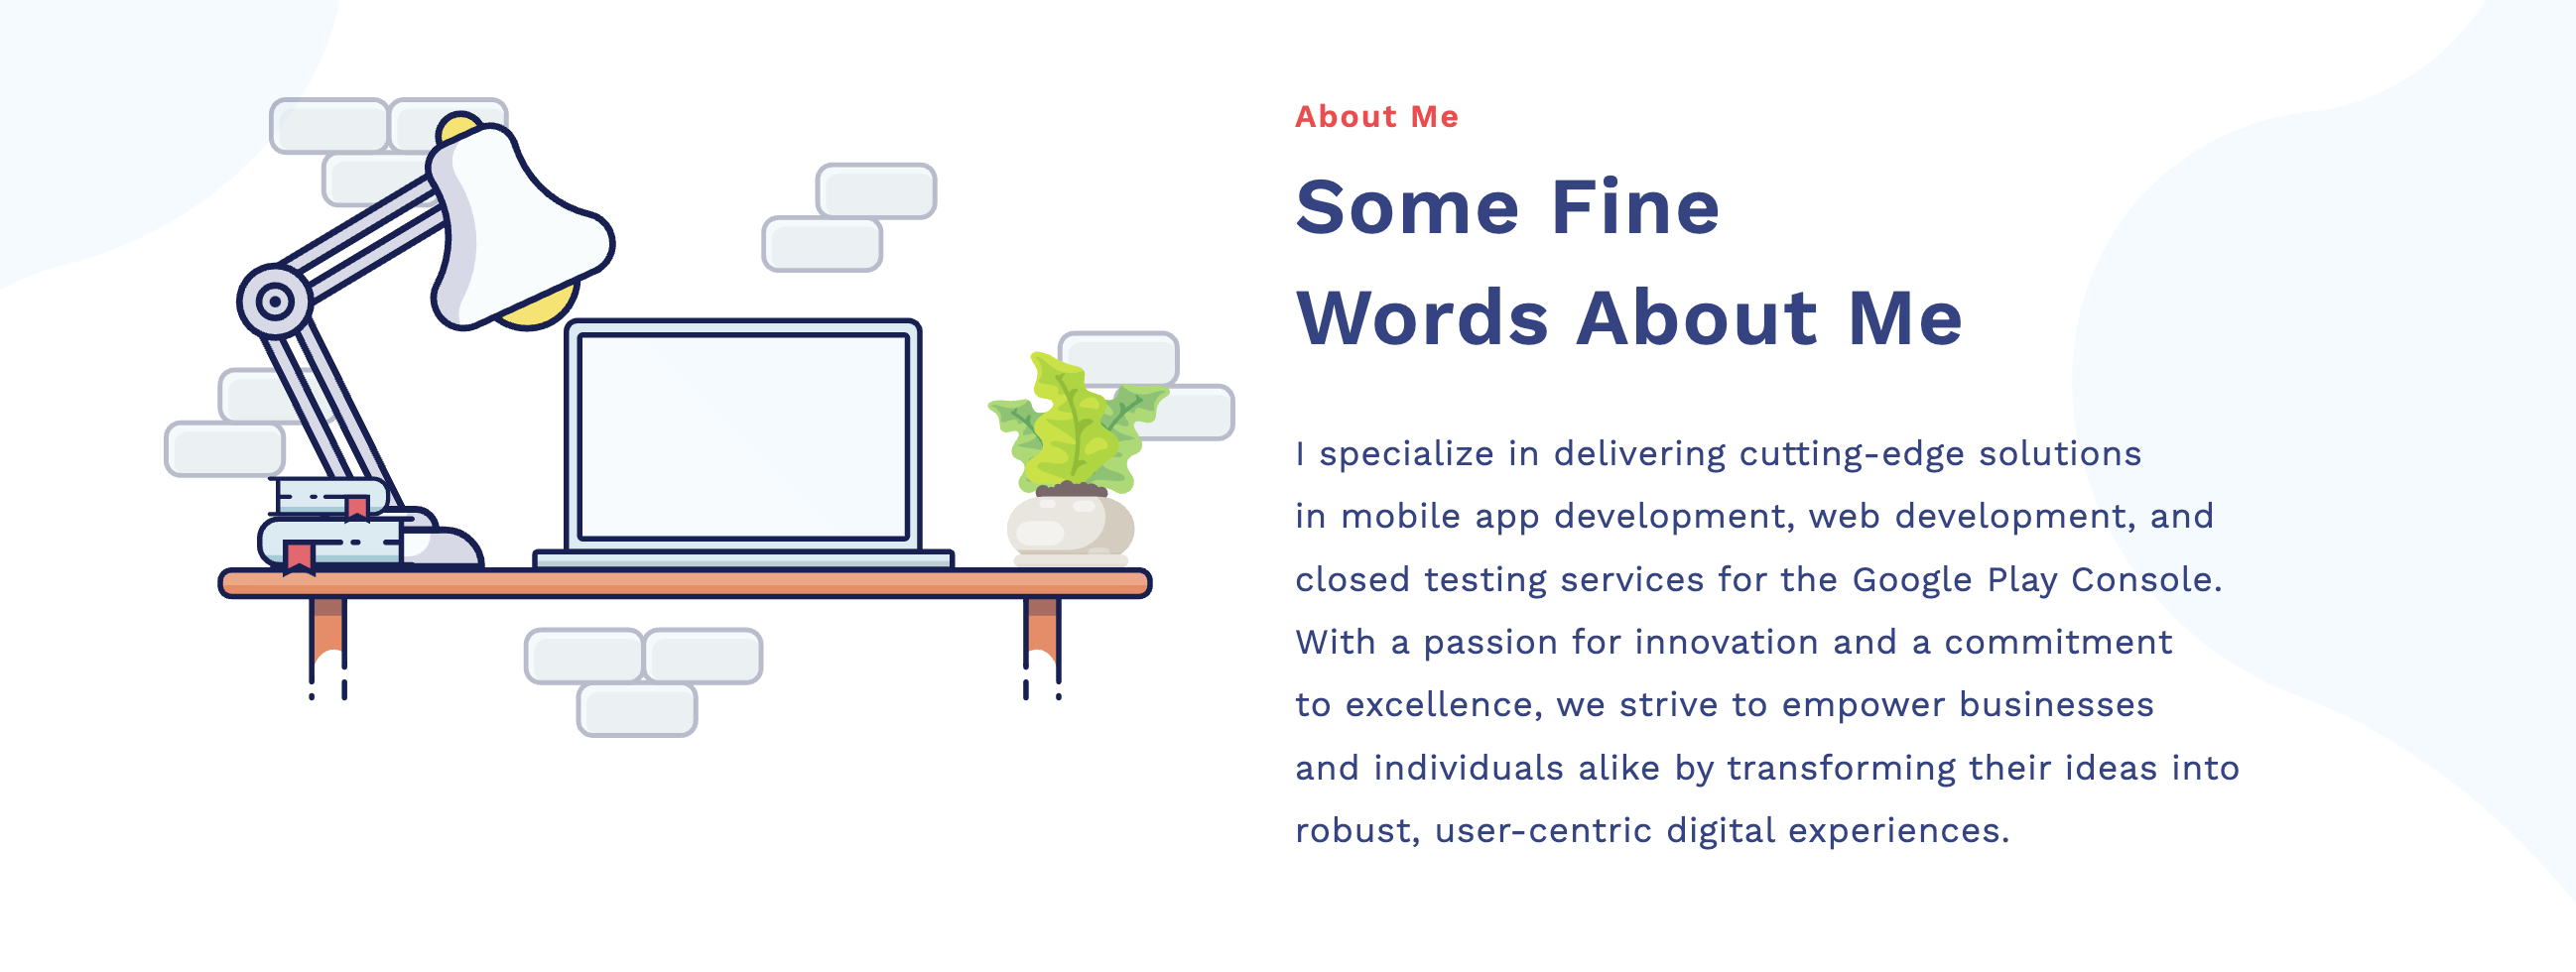 About Me
Some Fine
Words About Me
I specialize in delivering cutting-edge solutions
in mobile app development, web development, and
closed testing services for the Google Play Console.
With a passion for innovation and a commitment
to excellence, we strive to empower businesses
and individuals alike by transforming their ideas into
robust, user-centric digital experiences.